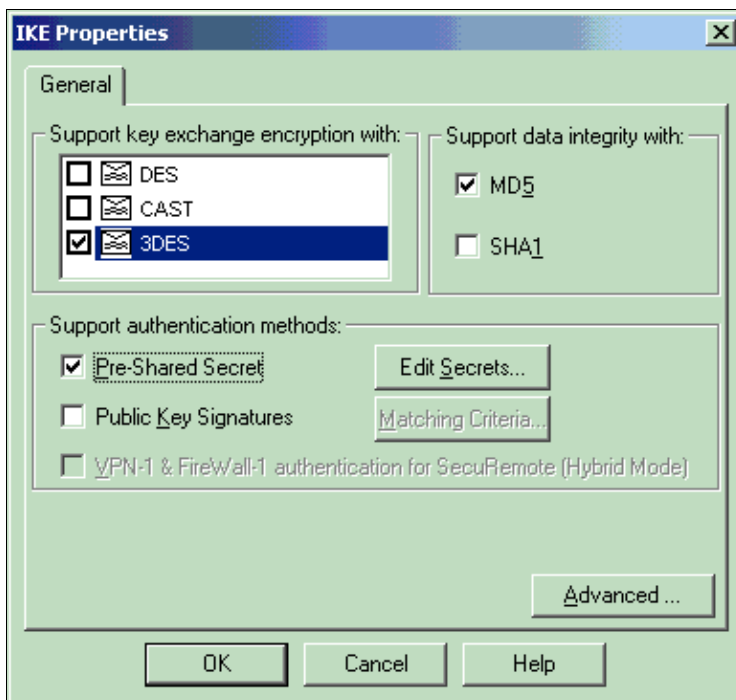 IKE Properties
General
Support key exchange encryption with:
DES
CAST
3DES
Support data integrity with:
MD5
SHA1
Support authentication methods:
Pre-Shared Secret
Edit Secrets...
Public Key Signatures
Matching Criteria...
VPN-1 & FireWall-1 authentication for SecuRemote (Hybrid Mode)
Advanced ...
OK
Cancel
Help